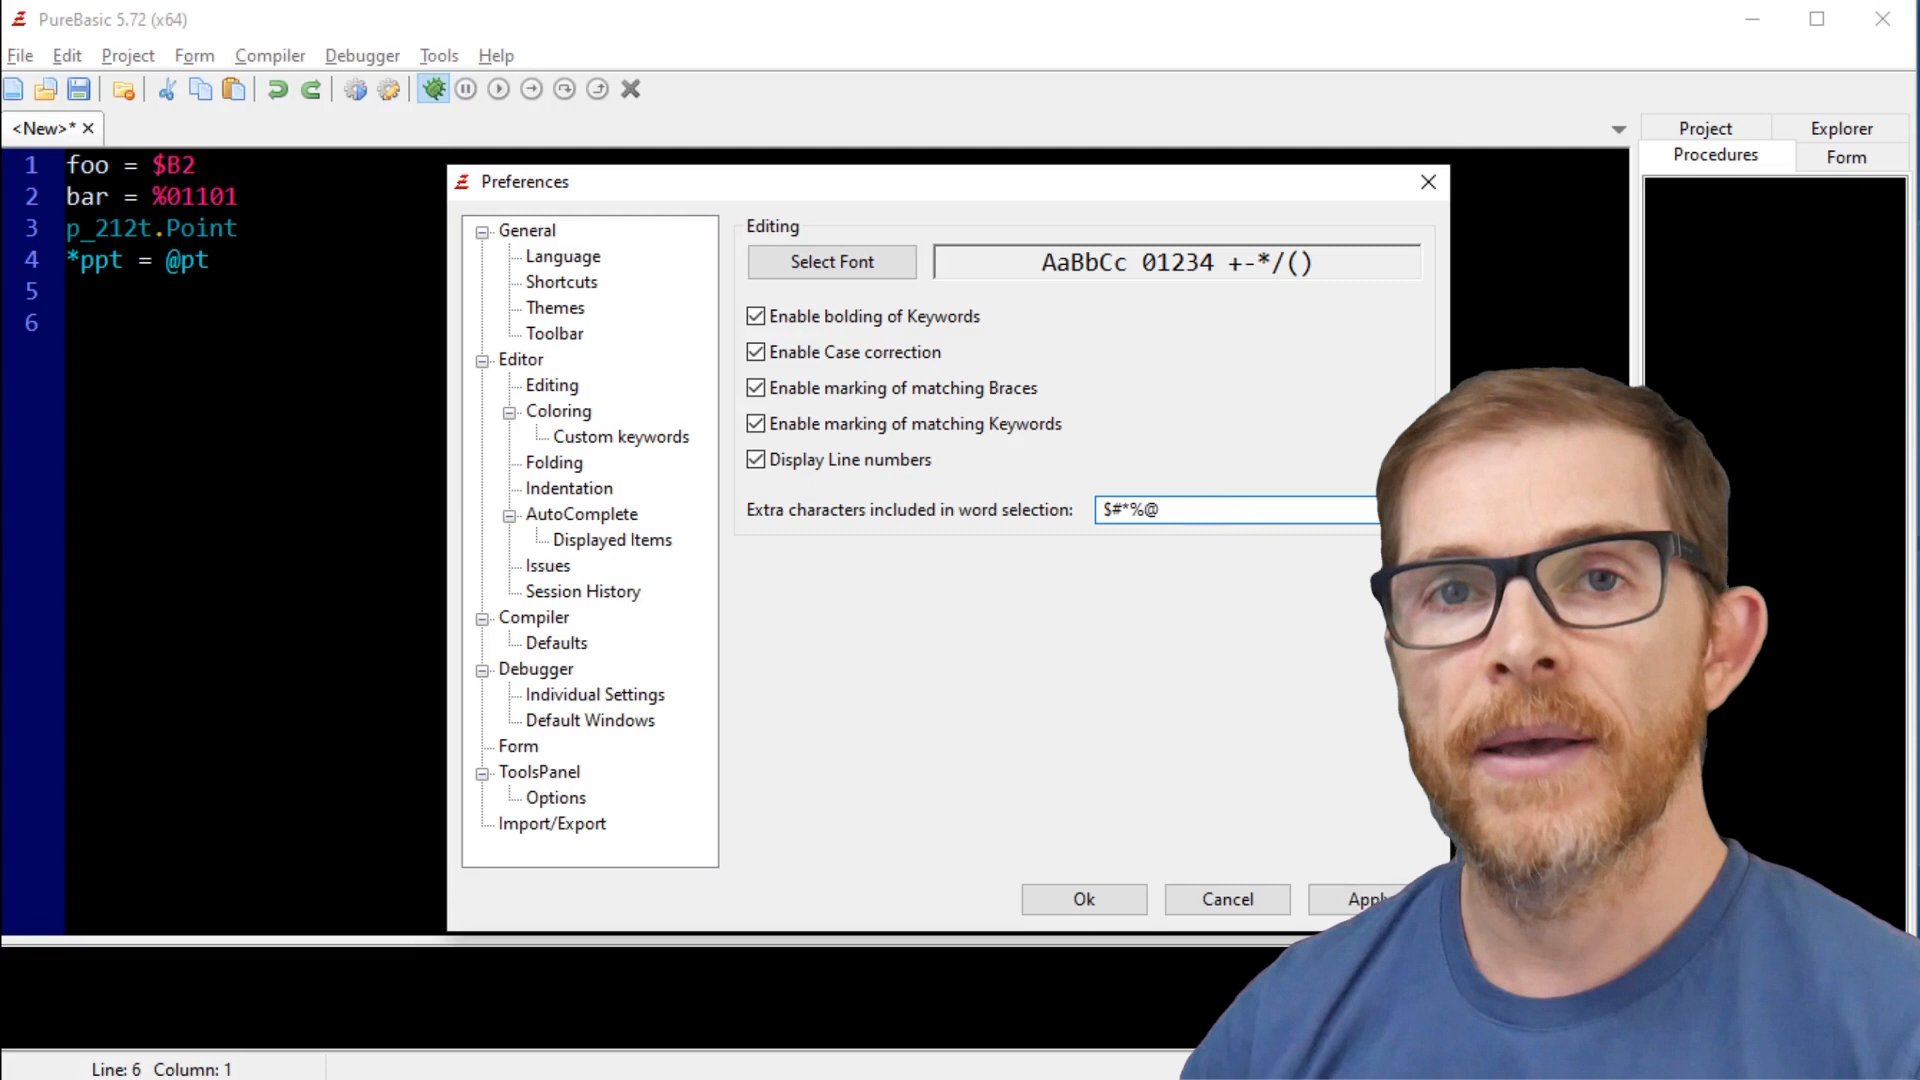 PureBasic 5.72 (x64)
File Edit Project Form Compiler Debugger Tools Help
<New>*
Project Explorer
Procedures Form
1 foo = $B2
2 bar = %01101
3 p_212t.Point
4 *ppt = @pt
5
6
Preferences
General
Language
Shortcuts
Themes
Toolbar
Editor
Editing
Coloring
Custom keywords
Folding
Indentation
AutoComplete
Displayed Items
Issues
Session History
Compiler
Defaults
Debugger
Individual Settings
Default Windows
Form
ToolsPanel
Options
Import/Export
Editing
Select Font AaBbCc 01234 +-*/()
Enable bolding of Keywords
Enable Case correction
Enable marking of matching Braces
Enable marking of matching Keywords
Display Line numbers
Extra characters included in word selection: $#*%@
Ok Cancel Apply
Line: 6 Column: 1